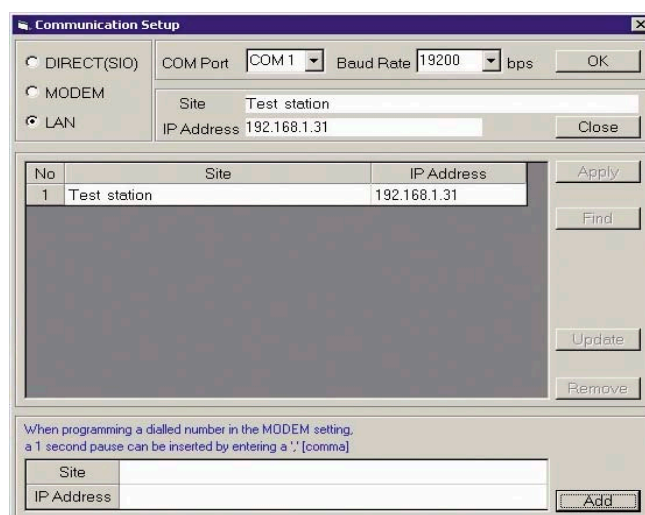 Communication Setup
DIRECT(SIO)
MODEM
LAN
COM Port COM 1 Baud Rate 19200 bps
OK
Site Test station
IP Address 192.168.1.31
Close
No Site IP Address
1 Test station 192.168.1.31
Apply
Find
Update
Remove
When programming a dialled number in the MODEM setting,
a 1 second pause can be inserted by entering a ',' [comma]
Site
IP Address
Add